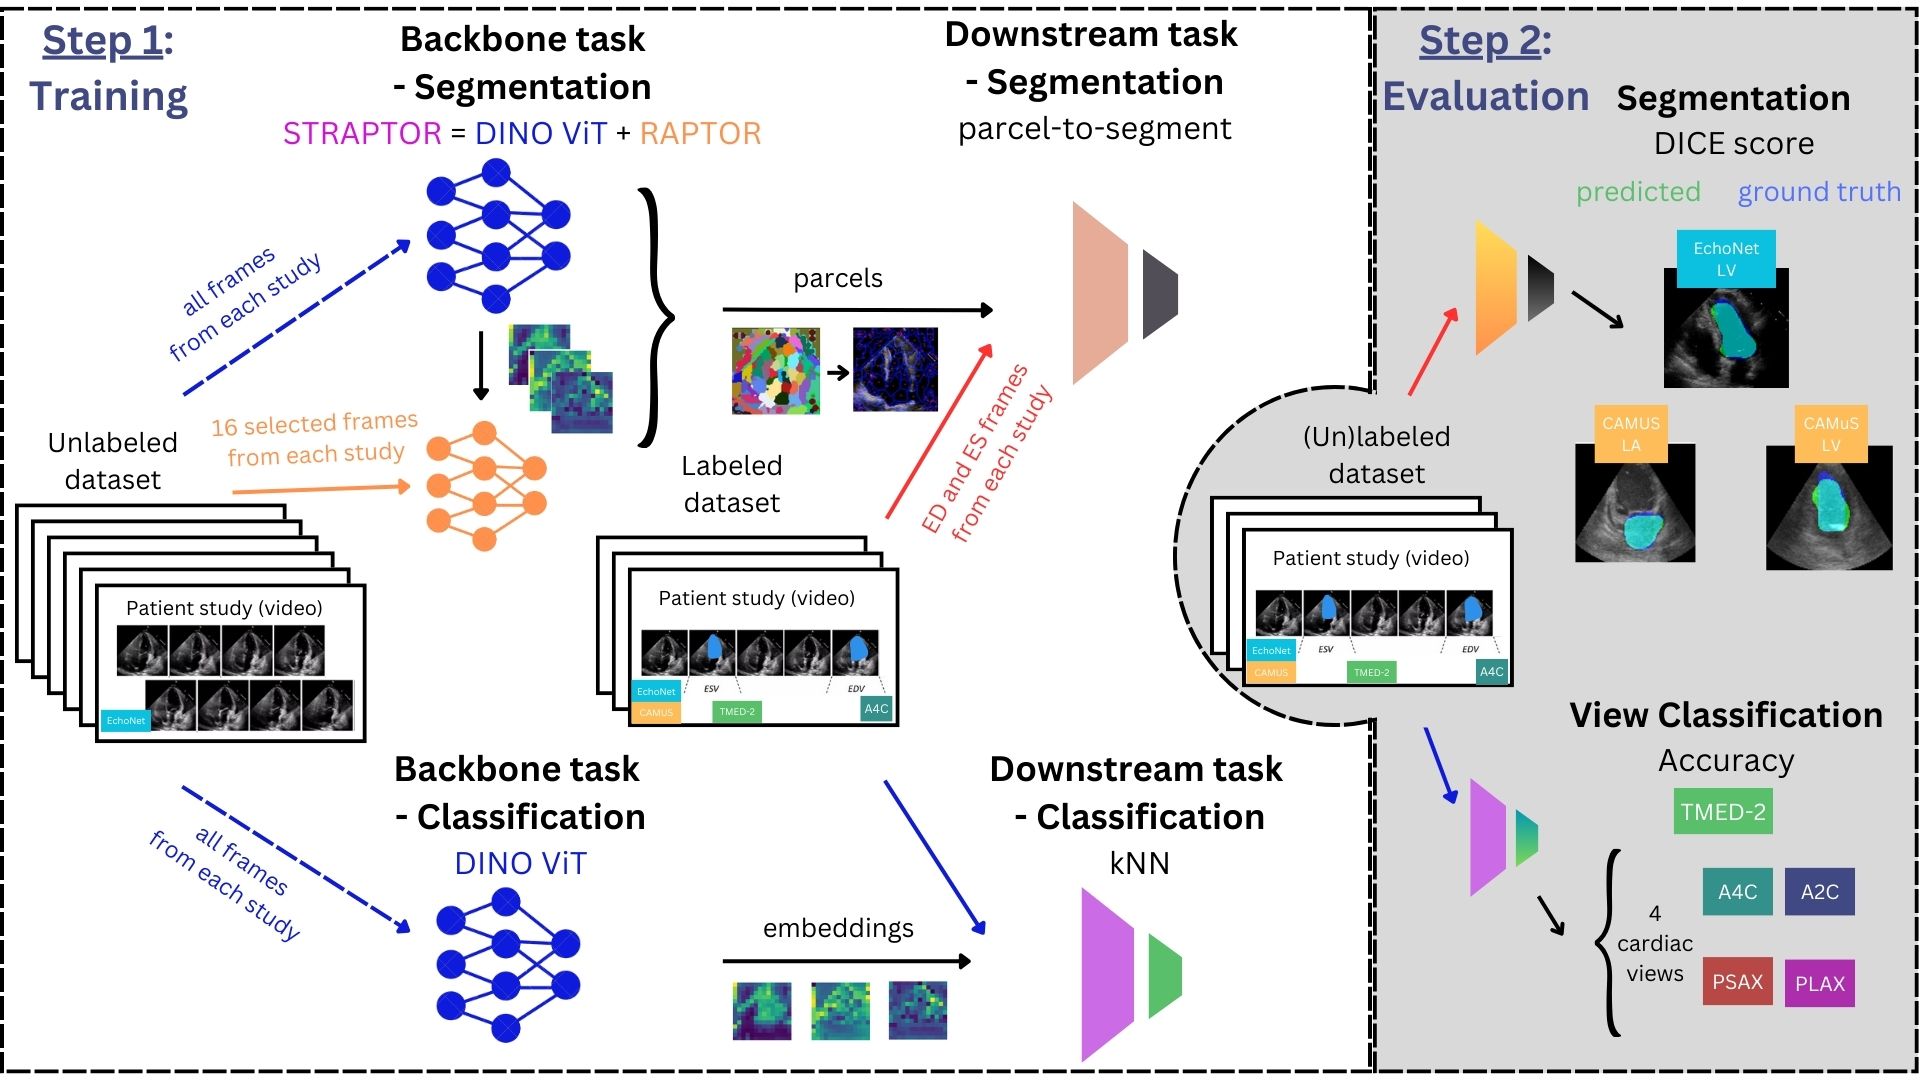 Step 1:
Training
Backbone task
- Segmentation
STRAPTOR = DINO ViT + RAPTOR
Downstream task
- Segmentation
parcel-to-segment
all frames
from each study
16 selected frames
from each study
parcels
ED and ES frames
from each study
Unlabeled
dataset
Patient study (video)
EchoNet
Labeled
dataset
Patient study (video)
ESV
EDV
EchoNet
CAMUS
TMED-2
A4C
all frames
from each study
Backbone task
- Classification
DINO ViT
embeddings
Downstream task
- Classification
kNN
Step 2:
Evaluation
Segmentation
DICE score
predicted
ground truth
EchoNet
LV
CAMUS
LA
CAMuS
LV
(Un)labeled
dataset
Patient study (video)
ESV
EDV
EchoNet
CAMUS
TMED-2
A4C
View Classification
Accuracy
TMED-2
4
cardiac
views
A4C
A2C
PSAX
PLAX